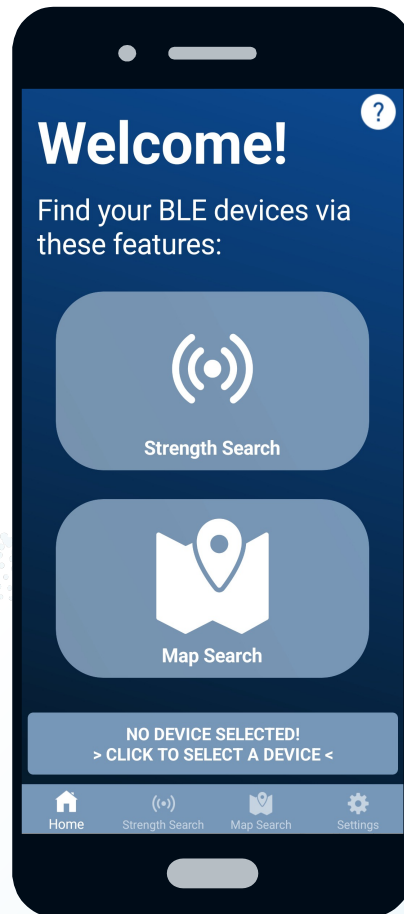 ?
Welcome!
Find your BLE devices via
these features:
Strength Search
Map Search
NO DEVICE SELECTED!
> CLICK TO SELECT A DEVICE <
Home
Strength Search
Map Search
Settings